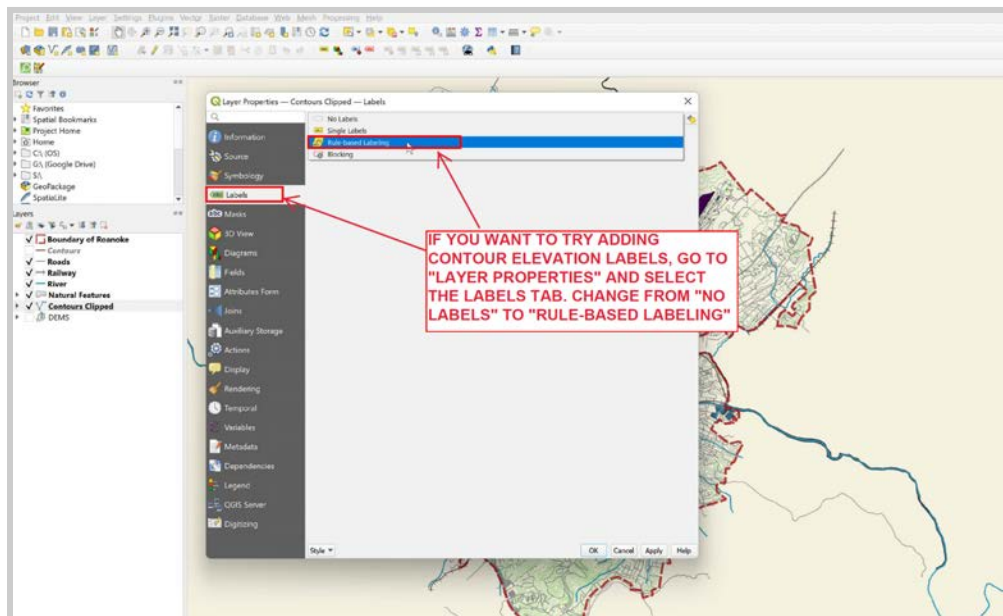 Project Edit View Layer Settings Plugins Vector Raster Database Web Mesh Processing Help
Browser
Favorites
Spatial Bookmarks
Project Home
Home
C:\ (OS)
G:\ (Google Drive)
S:\
GeoPackage
SpatiaLite
Layers
Boundary of Roanoke
Contours
Roads
Railway
River
Natural Features
Contours Clipped
DEMS
Layer Properties — Contours Clipped — Labels
Information
Source
Symbology
Labels
Masks
3D View
Diagrams
Fields
Attributes Form
Joins
Auxiliary Storage
Actions
Display
Rendering
Temporal
Variables
Metadata
Dependencies
Legend
QGIS Server
Digitizing
No Labels
Single Labels
Rule-based Labeling
Blocking
IF YOU WANT TO TRY ADDING
CONTOUR ELEVATION LABELS, GO TO
"LAYER PROPERTIES" AND SELECT
THE LABELS TAB. CHANGE FROM "NO
LABELS" TO "RULE-BASED LABELING"
Style
OK Cancel Apply Help